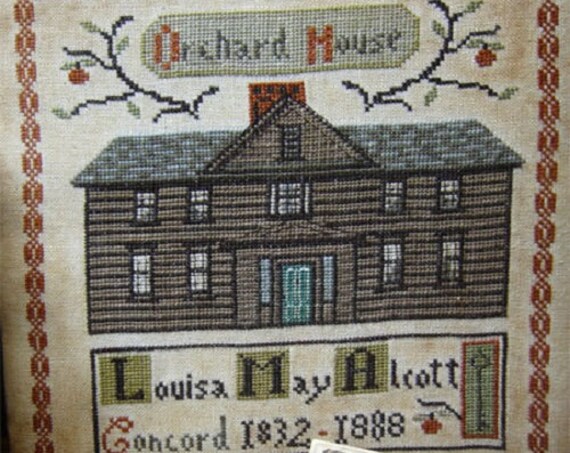 Orchard House
Louisa May Alcott
Concord 1832 - 1888